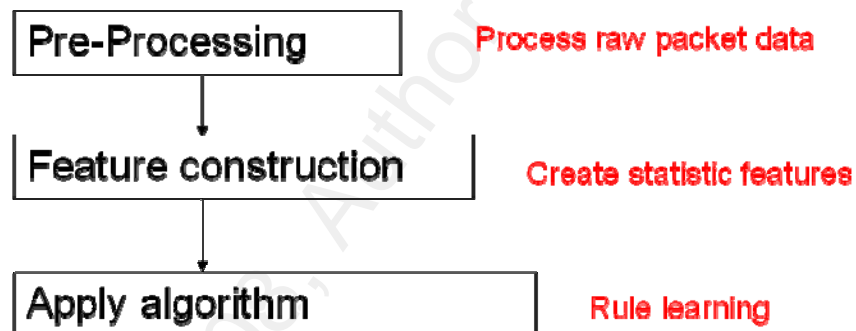 Pre-Processing
Process raw packet data
Feature construction
Create statistic features
Apply algorithm
Rule learning